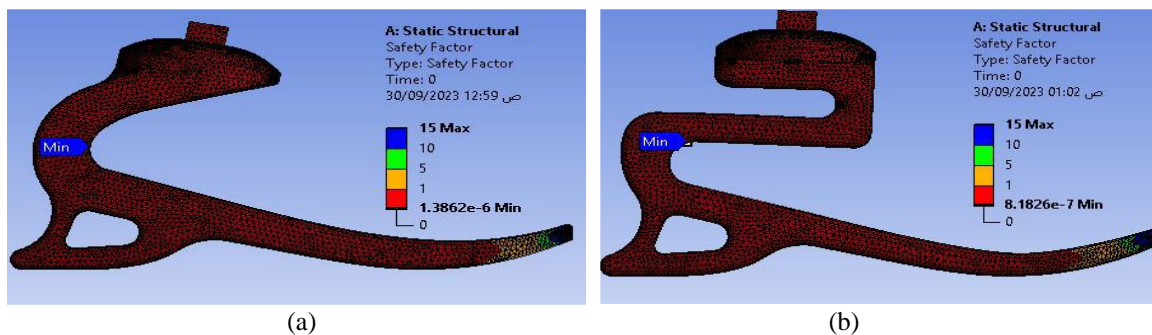 A: Static Structural
Safety Factor
Type: Safety Factor
Time: 0
30/09/2023 12:59 ص
15 Max
10
5
1
1.3862e-6 Min
0
Min
(a)
A: Static Structural
Safety Factor
Type: Safety Factor
Time: 0
30/09/2023 01:02 ص
15 Max
10
5
1
8.1826e-7 Min
0
Min
(b)